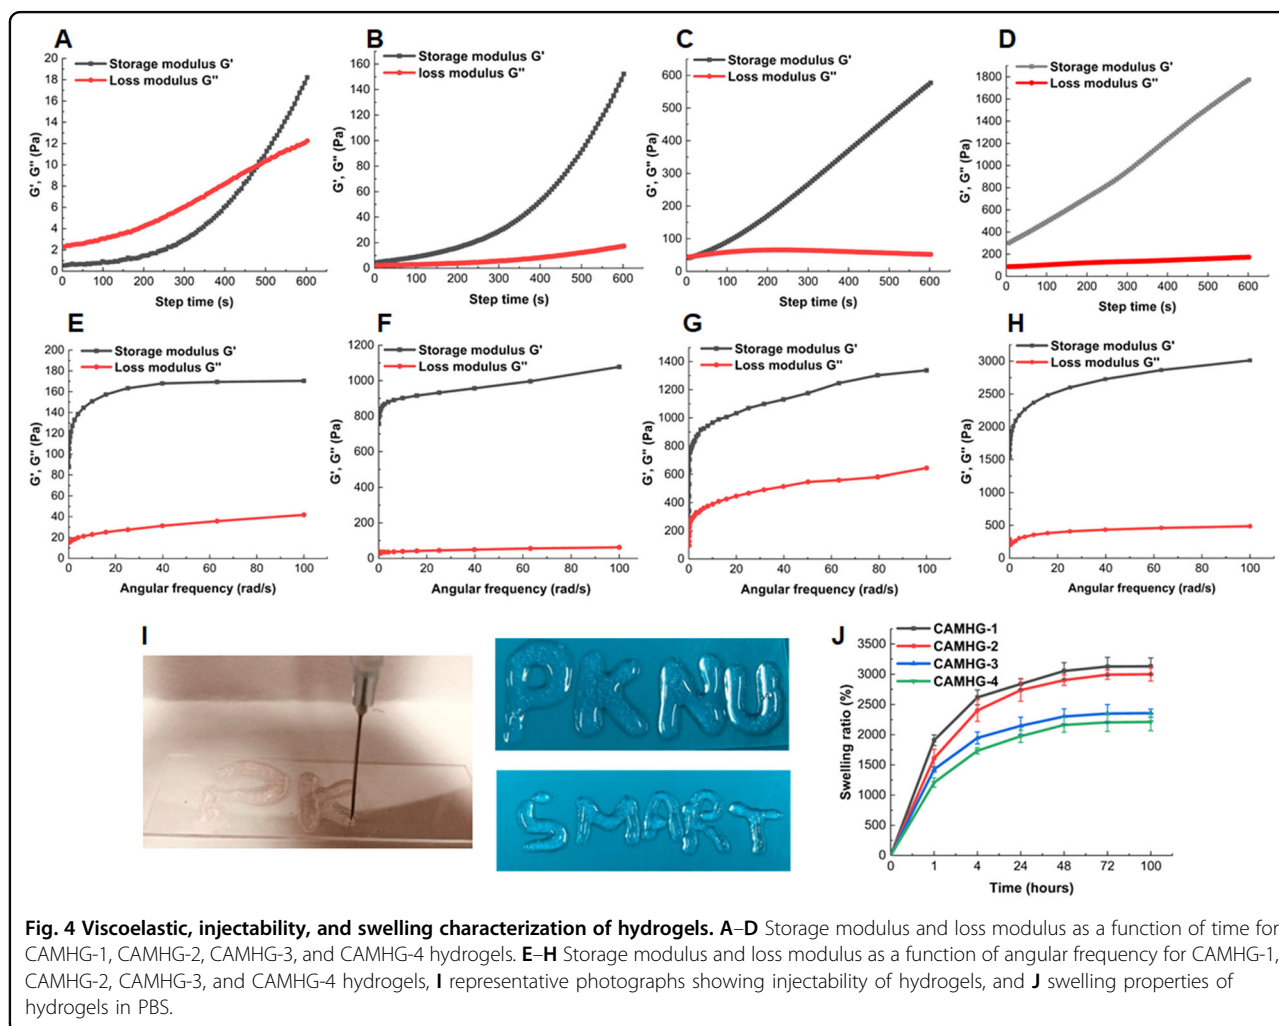 A
Storage modulus G'
Loss modulus G"
20
18
16
14
12
10
8
6
4
2
0
G', G" (Pa)
0 100 200 300 400 500 600
Step time (s)
B
Storage modulus G'
loss modulus G"
160
140
120
100
80
60
40
20
0
G', G" (Pa)
0 100 200 300 400 500 600
Step time (s)
C
Storage modulus G'
Loss modulus G"
600
500
400
300
200
100
0
G', G" (Pa)
0 100 200 300 400 500 600
Step time (s)
D
Storage modulus G'
Loss modulus G"
1800
1600
1400
1200
1000
800
600
400
200
0
G', G" (Pa)
0 100 200 300 400 500 600
Step time (s)
E
Storage modulus G'
Loss modulus G"
200
180
160
140
120
100
80
60
40
20
0
G', G" (Pa)
0 20 40 60 80 100
Angular frequency (rad/s)
F
Storage modulus G'
Loss modulus G"
1200
1000
800
600
400
200
0
G', G" (Pa)
0 20 40 60 80 100
Angular frequency (rad/s)
G
Storage modulus G'
Loss modulus G"
1400
1200
1000
800
600
400
200
0
G', G" (Pa)
0 20 40 60 80 100
Angular frequency (rad/s)
H
Storage modulus G'
Loss modulus G"
3000
2500
2000
1500
1000
500
0
G', G" (Pa)
0 20 40 60 80 100
Angular frequency (rad/s)
I
PK
PKNU
SMART
J
CAMHG-1
CAMHG-2
CAMHG-3
CAMHG-4
3500
3000
2500
2000
1500
1000
500
0
Swelling ratio (%)
0 1 4 24 48 72 100
Time (hours)
Fig. 4 Viscoelastic, injectability, and swelling characterization of hydrogels. A–D Storage modulus and loss modulus as a function of time for
CAMHG-1, CAMHG-2, CAMHG-3, and CAMHG-4 hydrogels. E–H Storage modulus and loss modulus as a function of angular frequency for CAMHG-1,
CAMHG-2, CAMHG-3, and CAMHG-4 hydrogels, I representative photographs showing injectability of hydrogels, and J swelling properties of
hydrogels in PBS.